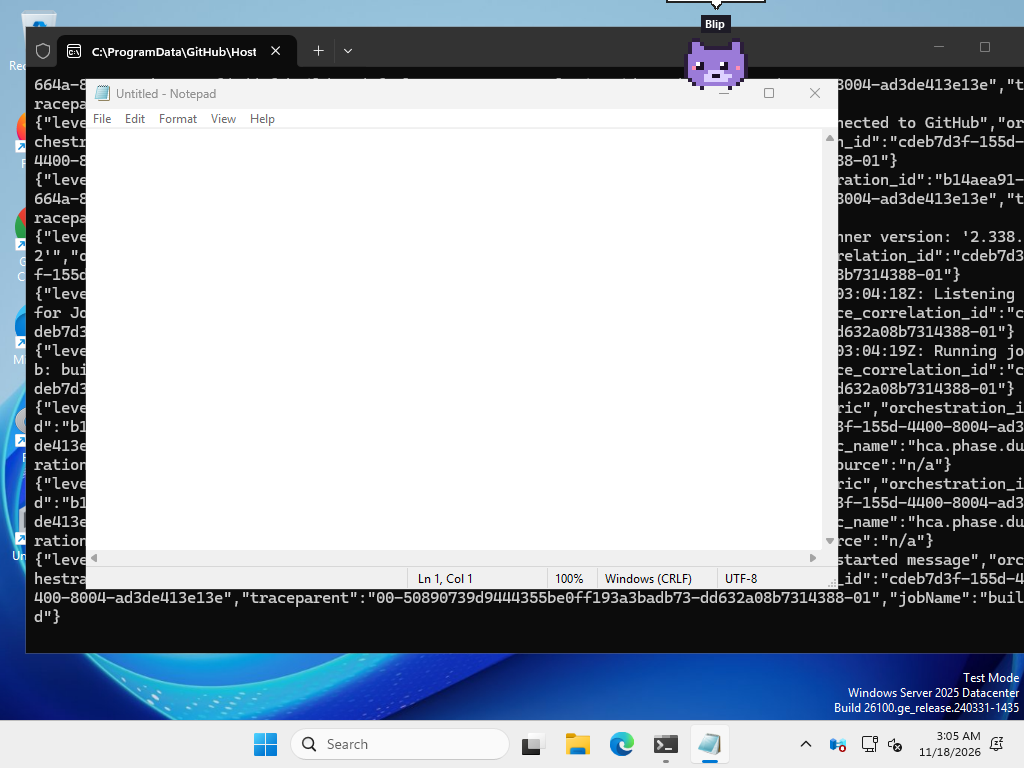 Blip
C:\ProgramData\GitHub\Host
Untitled - Notepad
File Edit Format View Help
664a-8
8004-ad3de413e13e","t
racepa
{"leve
nected to GitHub","or
chestr
n_id":"cdeb7d3f-155d-
4400-8
88-01"}
{"leve
ration_id":"b14aea91-
664a-8
8004-ad3de413e13e","t
racepa
{"leve
nner version: '2.338.
2'","o
relation_id":"cdeb7d3
f-155d
8b7314388-01"}
{"leve
03:04:18Z: Listening
for Jo
ce_correlation_id":"c
deb7d3
d632a08b7314388-01"}
{"leve
03:04:19Z: Running jo
b: bui
ce_correlation_id":"c
deb7d3
d632a08b7314388-01"}
{"leve
ric","orchestration_i
d":"b1
3f-155d-4400-8004-ad3
de413e
c_name":"hca.phase.du
ration
ource":"n/a"}
{"leve
ric","orchestration_i
d":"b1
3f-155d-4400-8004-ad3
de413e
c_name":"hca.phase.du
ration
ource":"n/a"}
{"leve
started message","orc
hestra
_id":"cdeb7d3f-155d-4
400-8004-ad3de413e13e","traceparent":"00-50890739d9444355be0ff193a3badb73-dd632a08b7314388-01","jobName":"buil
d"}
Ln 1, Col 1
100%
Windows (CRLF)
UTF-8
Test Mode
Windows Server 2025 Datacenter
Build 26100.ge_release.240331-1435
Search
3:05 AM
11/18/2026